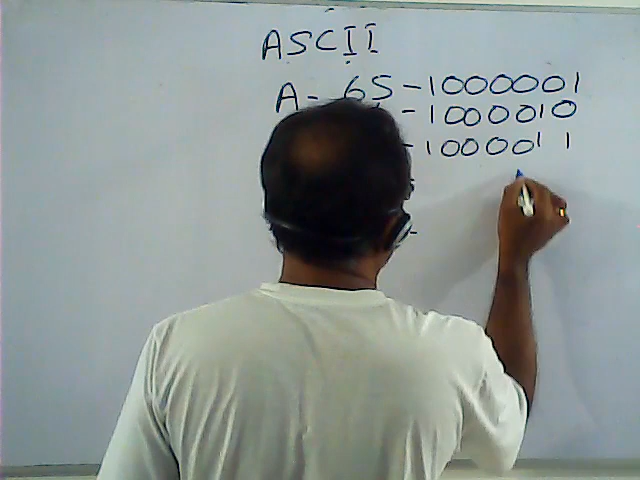 ASCII
A - 65 - 1000001
- 1000010
- 1000011
-
-